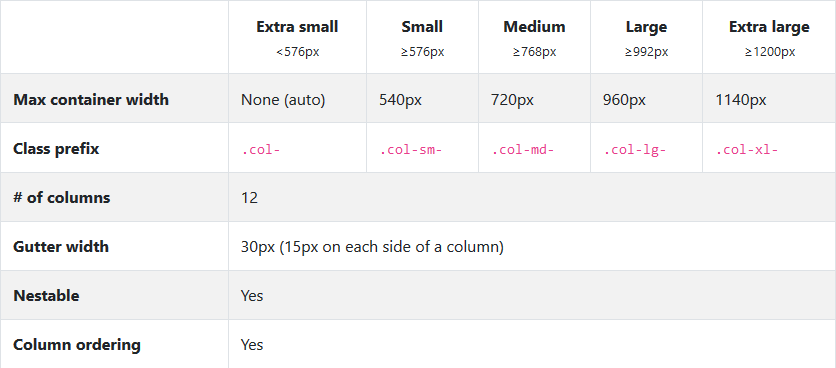 Extra small Small Medium Large Extra large
<576px ≥576px ≥768px ≥992px ≥1200px
Max container width None (auto) 540px 720px 960px 1140px
Class prefix .col- .col-sm- .col-md- .col-lg- .col-xl-
# of columns 12
Gutter width 30px (15px on each side of a column)
Nestable Yes
Column ordering Yes